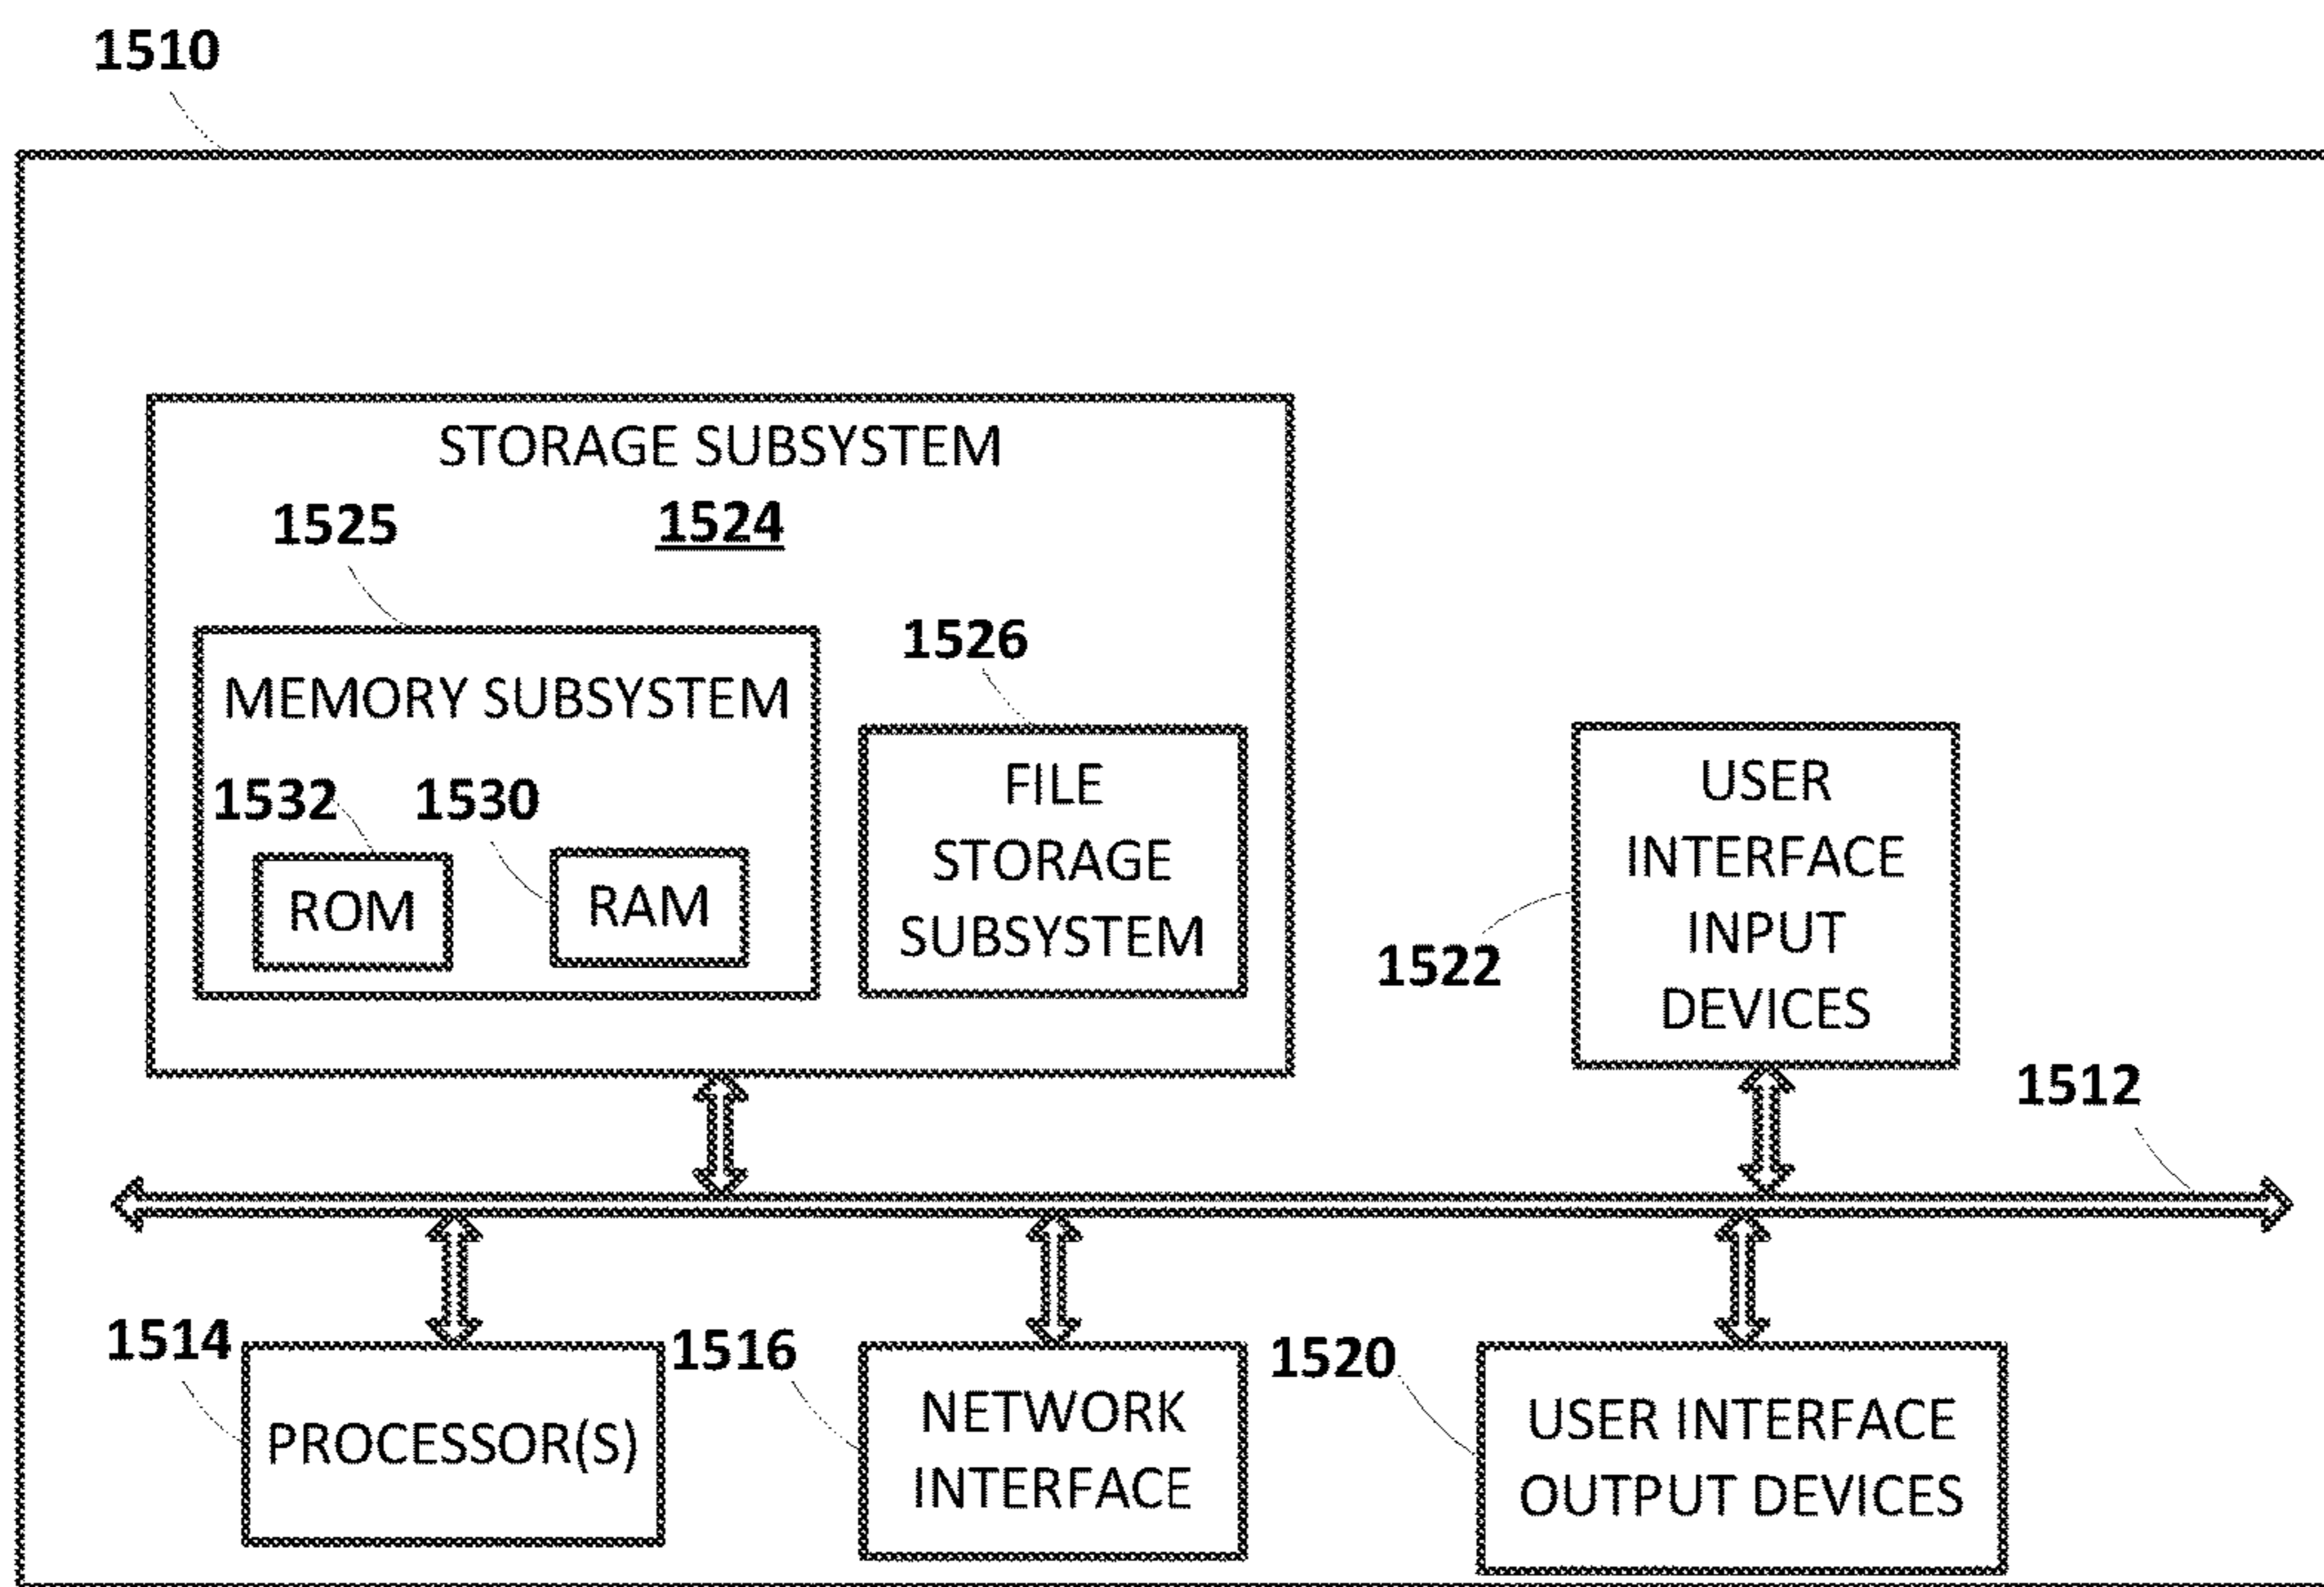 1510
STORAGE SUBSYSTEM
1524
1525
1526
MEMORY SUBSYSTEM
1532
1530
ROM
RAM
FILE
STORAGE
SUBSYSTEM
USER
INTERFACE
INPUT
DEVICES
1522
1512
1514
PROCESSOR(S)
1516
NETWORK
INTERFACE
1520
USER INTERFACE
OUTPUT DEVICES